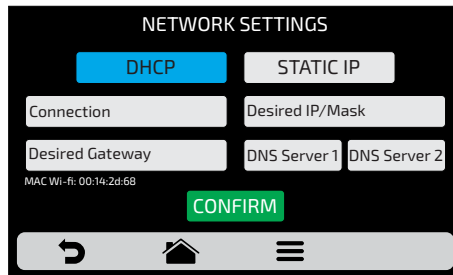 NETWORK SETTINGS
DHCP STATIC IP
Connection Desired IP/Mask
Desired Gateway DNS Server 1 DNS Server 2
MAC Wi-fi: 00:14:2d:68
CONFIRM